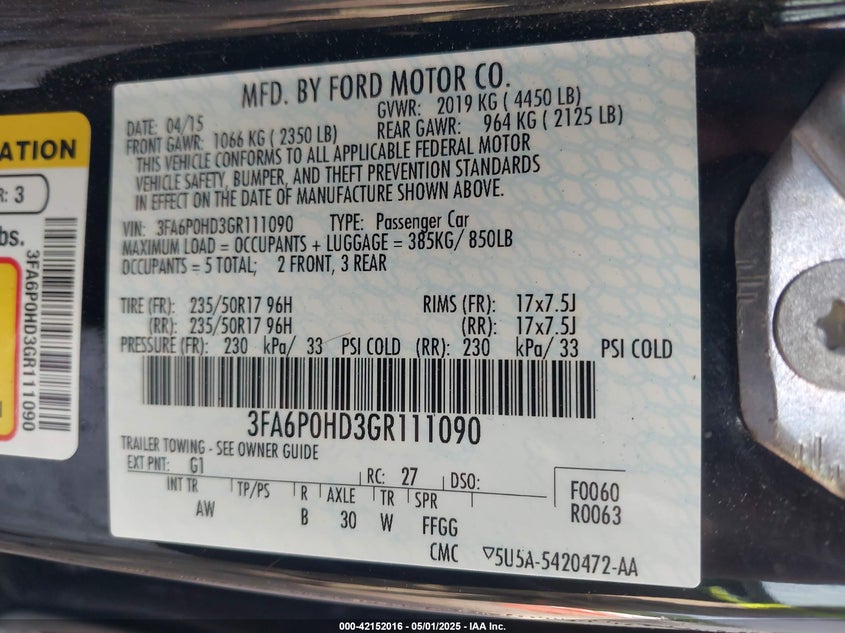 MFD. BY FORD MOTOR CO.
DATE: 04/15 GVWR: 2019 KG ( 4450 LB)
FRONT GAWR: 1066 KG ( 2350 LB) REAR GAWR: 964 KG ( 2125 LB)
THIS VEHICLE CONFORMS TO ALL APPLICABLE FEDERAL MOTOR
VEHICLE SAFETY, BUMPER, AND THEFT PREVENTION STANDARDS
IN EFFECT ON THE DATE OF MANUFACTURE SHOWN ABOVE.
VIN: 3FA6P0HD3GR111090 TYPE: Passenger Car
MAXIMUM LOAD = OCCUPANTS + LUGGAGE = 385KG/ 850LB
OCCUPANTS = 5 TOTAL; 2 FRONT, 3 REAR
TIRE (FR): 235/50R17 96H RIMS (FR): 17x7.5J
(RR): 235/50R17 96H (RR): 17x7.5J
PRESSURE (FR): 230 kPa/ 33 PSI COLD (RR): 230 kPa/ 33 PSI COLD
3FA6P0HD3GR111090
TRAILER TOWING - SEE OWNER GUIDE
EXT PNT: G1 RC: 27 DSO: F0060
INT TR TP/PS R AXLE TR SPR R0063
AW B 30 W FFGG
CMC 5U5A-5420472-AA
ATION
R: 3
bs.
3FA6P0HD3GR111090
000-42152016 - 05/01/2025 - IAA Inc.